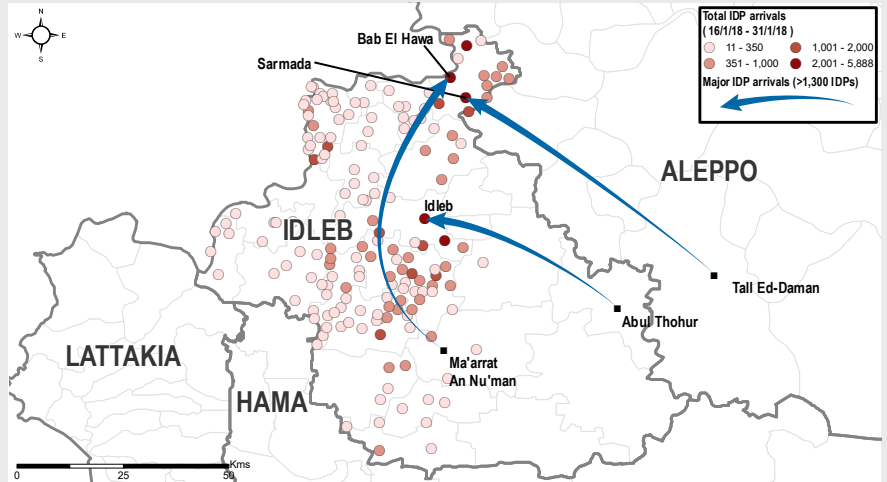 N
W E
S
Total IDP arrivals
( 16/1/18 - 31/1/18 )
11 - 350
1,001 - 2,000
351 - 1,000
2,001 - 5,888
Major IDP arrivals (>1,300 IDPs)
Bab El Hawa
Sarmada
ALEPPO
Idleb
IDLEB
Tall Ed-Daman
Abul Thohur
LATTAKIA
Ma'arrat
An Nu'man
HAMA
Kms
0 25 50